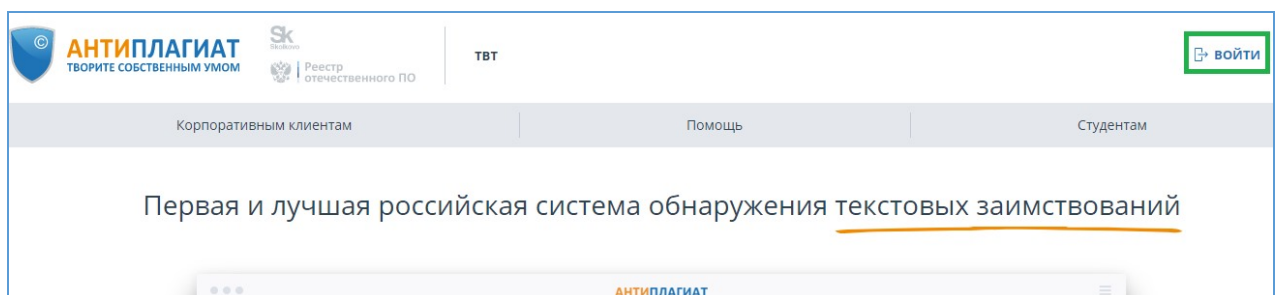 ©
АНТИПЛАГИАТ
ТВОРИТЕ СОБСТВЕННЫМ УМОМ
Sk
Skolkovo
Реестр
отечественного ПО
ТВТ
ВОЙТИ
Корпоративным клиентам
Помощь
Студентам
Первая и лучшая российская система обнаружения текстовых заимствований
АНТИПЛАГИАТ